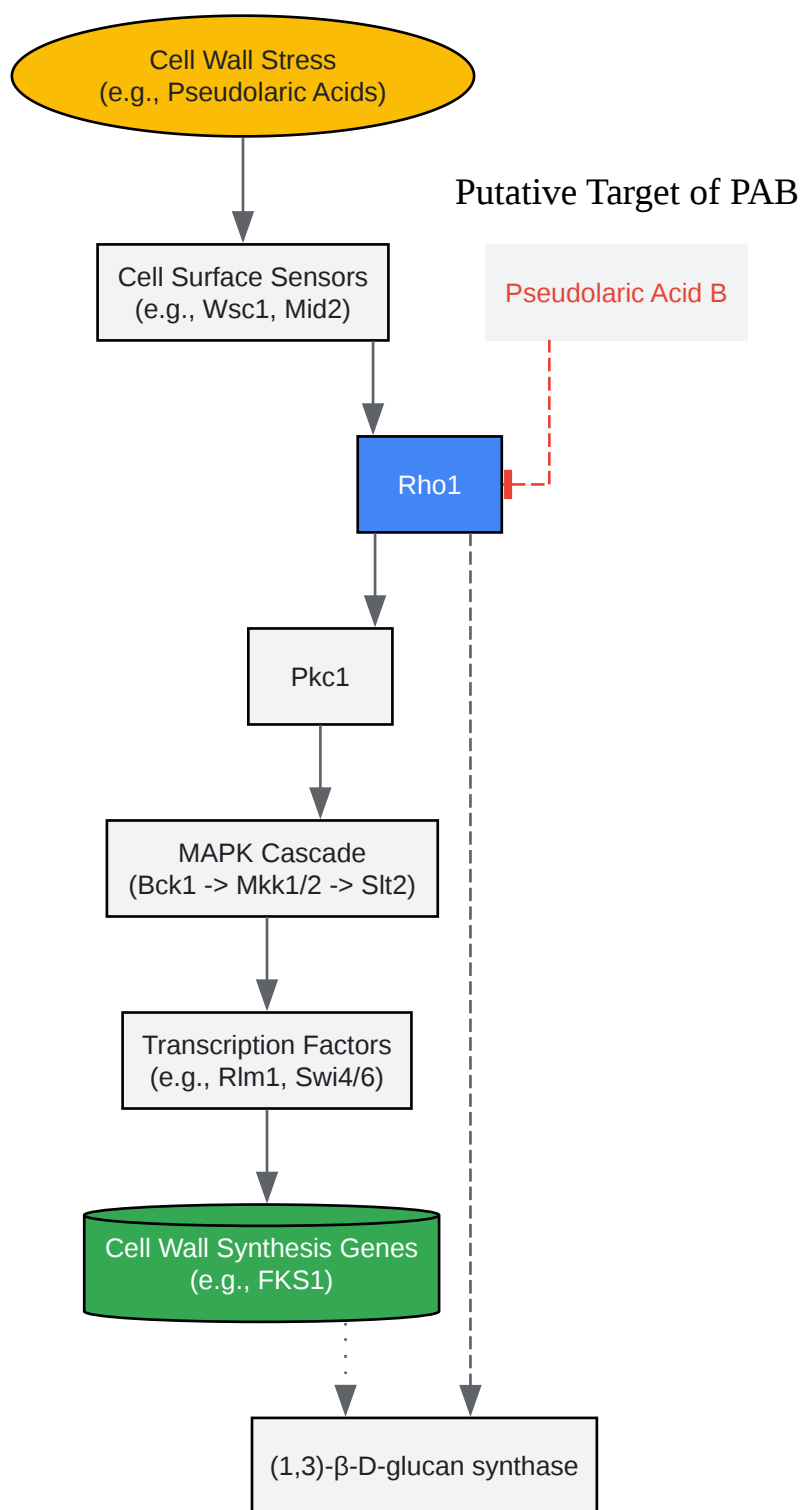 Cell Wall Stress
(e.g., Pseudolaric Acids)
Putative Target of PAB
Cell Surface Sensors
(e.g., Wsc1, Mid2)
Pseudolaric Acid B
Rho1
Pkc1
MAPK Cascade
(Bck1 -> Mkk1/2 -> Slt2)
Transcription Factors
(e.g., Rlm1, Swi4/6)
Cell Wall Synthesis Genes
(e.g., FKS1)
(1,3)-β-D-glucan synthase